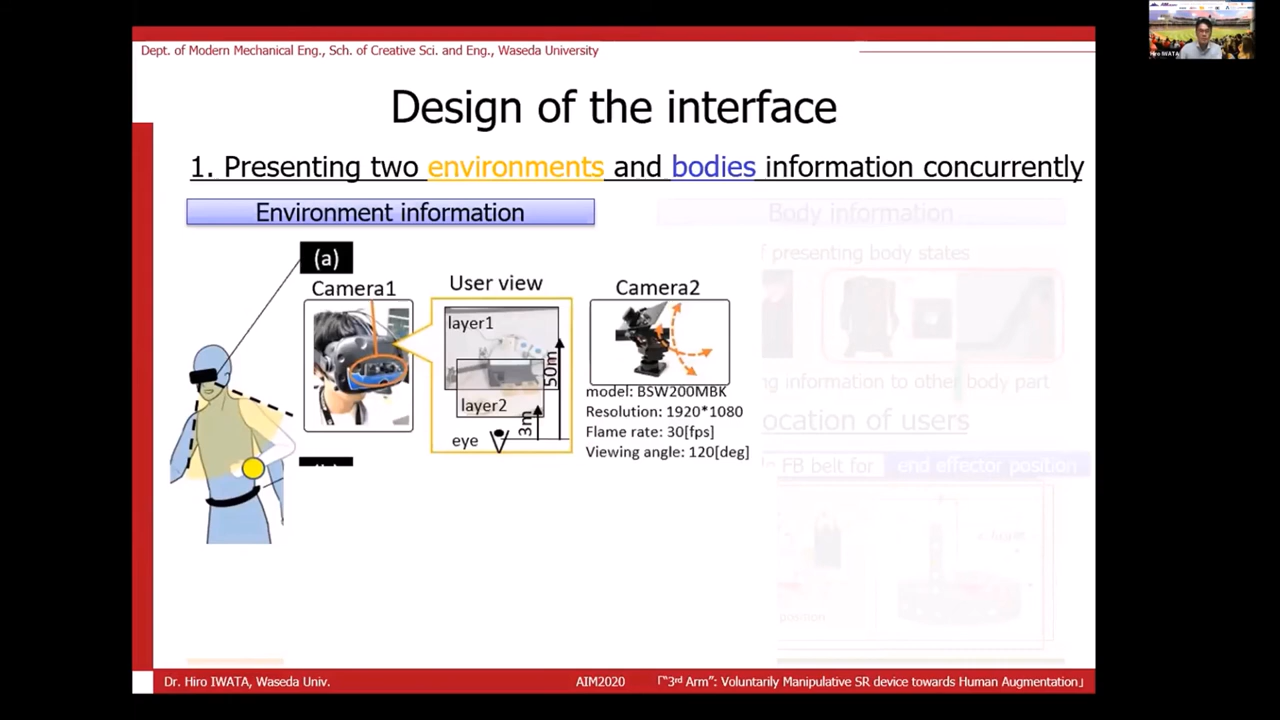 Dept. of Modern Mechanical Eng., Sch. of Creative Sci. and Eng., Waseda University
Design of the interface
1. Presenting two environments and bodies information concurrently
Environment information
Body information
(a)
f presenting body states
Camera1
User view
Camera2
layer1
layer2
50m
3m
eye
model: BSW200MBK
Resolution: 1920*1080
Flame rate: 30[fps]
Viewing angle: 120[deg]
ng information to other body part
ocation of users
FB belt for end effector position
position
Dr. Hiro IWATA, Waseda Univ.
AIM2020
「"3rd Arm": Voluntarily Manipulative SR device towards Human Augmentation」
Hiro IWATA